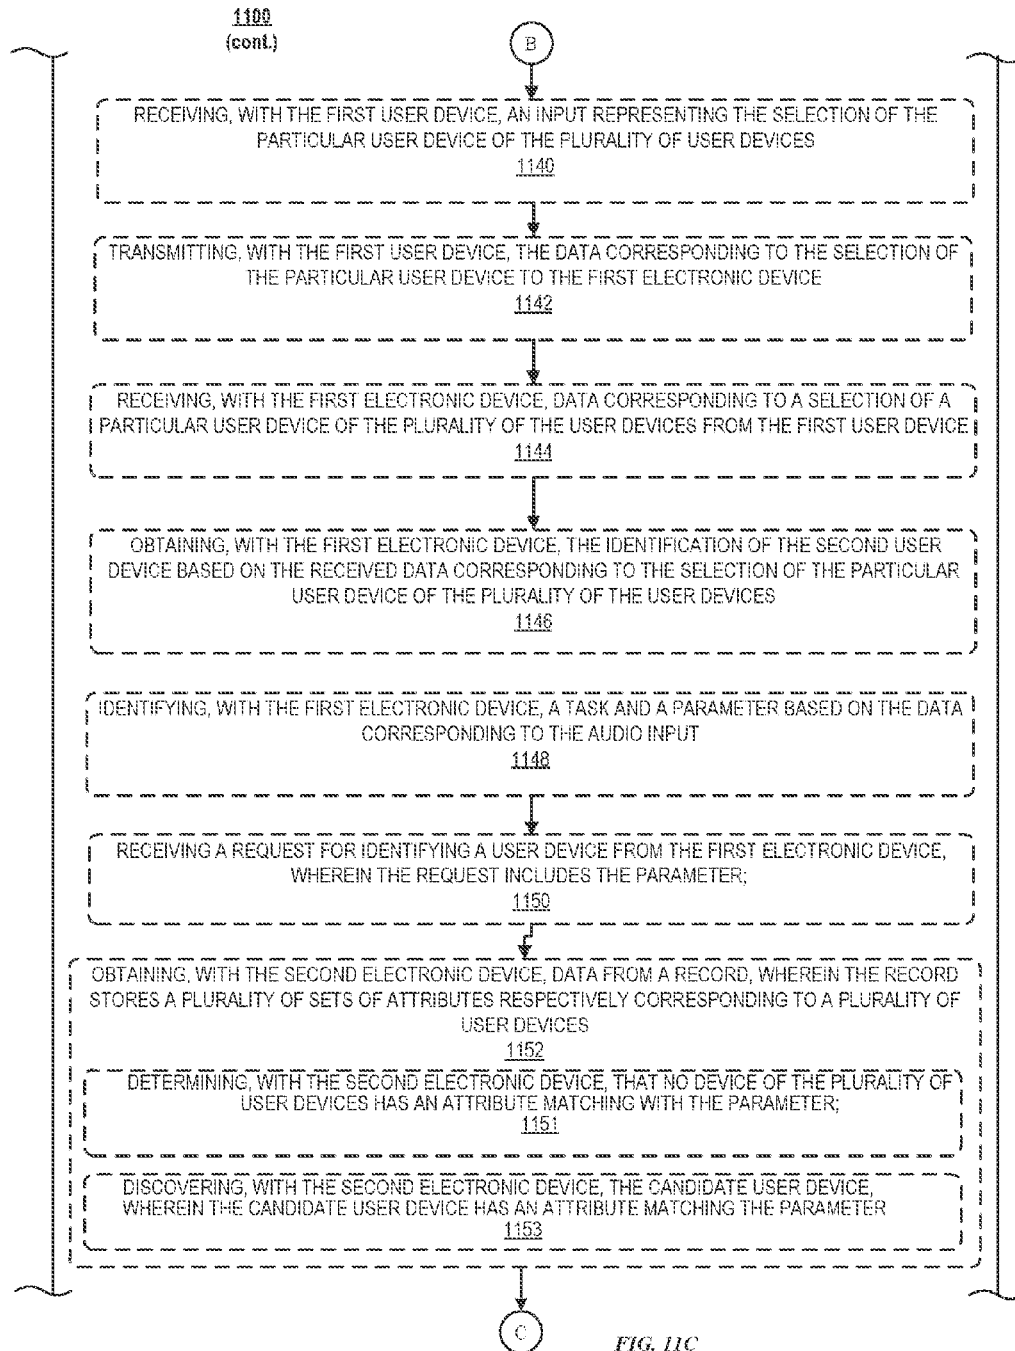 1100
(cont.)
B
RECEIVING, WITH THE FIRST USER DEVICE, AN INPUT REPRESENTING THE SELECTION OF THE
PARTICULAR USER DEVICE OF THE PLURALITY OF USER DEVICES
1140
TRANSMITTING, WITH THE FIRST USER DEVICE, THE DATA CORRESPONDING TO THE SELECTION OF
THE PARTICULAR USER DEVICE TO THE FIRST ELECTRONIC DEVICE
1142
RECEIVING, WITH THE FIRST ELECTRONIC DEVICE, DATA CORRESPONDING TO A SELECTION OF A
PARTICULAR USER DEVICE OF THE PLURALITY OF THE USER DEVICES FROM THE FIRST USER DEVICE
1144
OBTAINING, WITH THE FIRST ELECTRONIC DEVICE, THE IDENTIFICATION OF THE SECOND USER
DEVICE BASED ON THE RECEIVED DATA CORRESPONDING TO THE SELECTION OF THE PARTICULAR
USER DEVICE OF THE PLURALITY OF THE USER DEVICES
1146
IDENTIFYING, WITH THE FIRST ELECTRONIC DEVICE, A TASK AND A PARAMETER BASED ON THE DATA
CORRESPONDING TO THE AUDIO INPUT
1148
RECEIVING A REQUEST FOR IDENTIFYING A USER DEVICE FROM THE FIRST ELECTRONIC DEVICE,
WHEREIN THE REQUEST INCLUDES THE PARAMETER;
1150
OBTAINING, WITH THE SECOND ELECTRONIC DEVICE, DATA FROM A RECORD, WHEREIN THE RECORD
STORES A PLURALITY OF SETS OF ATTRIBUTES RESPECTIVELY CORRESPONDING TO A PLURALITY OF
USER DEVICES
1152
DETERMINING, WITH THE SECOND ELECTRONIC DEVICE, THAT NO DEVICE OF THE PLURALITY OF
USER DEVICES HAS AN ATTRIBUTE MATCHING WITH THE PARAMETER;
1151
DISCOVERING, WITH THE SECOND ELECTRONIC DEVICE, THE CANDIDATE USER DEVICE,
WHEREIN THE CANDIDATE USER DEVICE HAS AN ATTRIBUTE MATCHING THE PARAMETER
1153
C
FIG. 11C